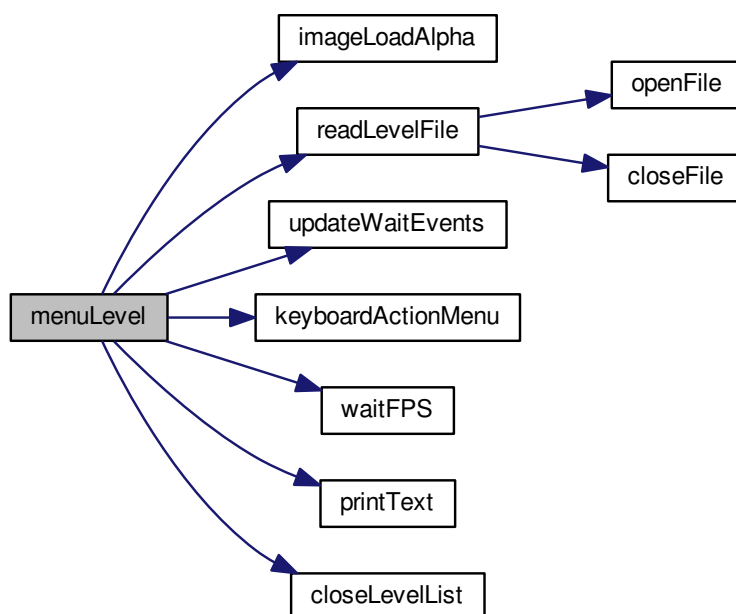 imageLoadAlpha
openFile
readLevelFile
closeFile
updateWaitEvents
menuLevel
keyboardActionMenu
waitFPS
printText
closeLevelList